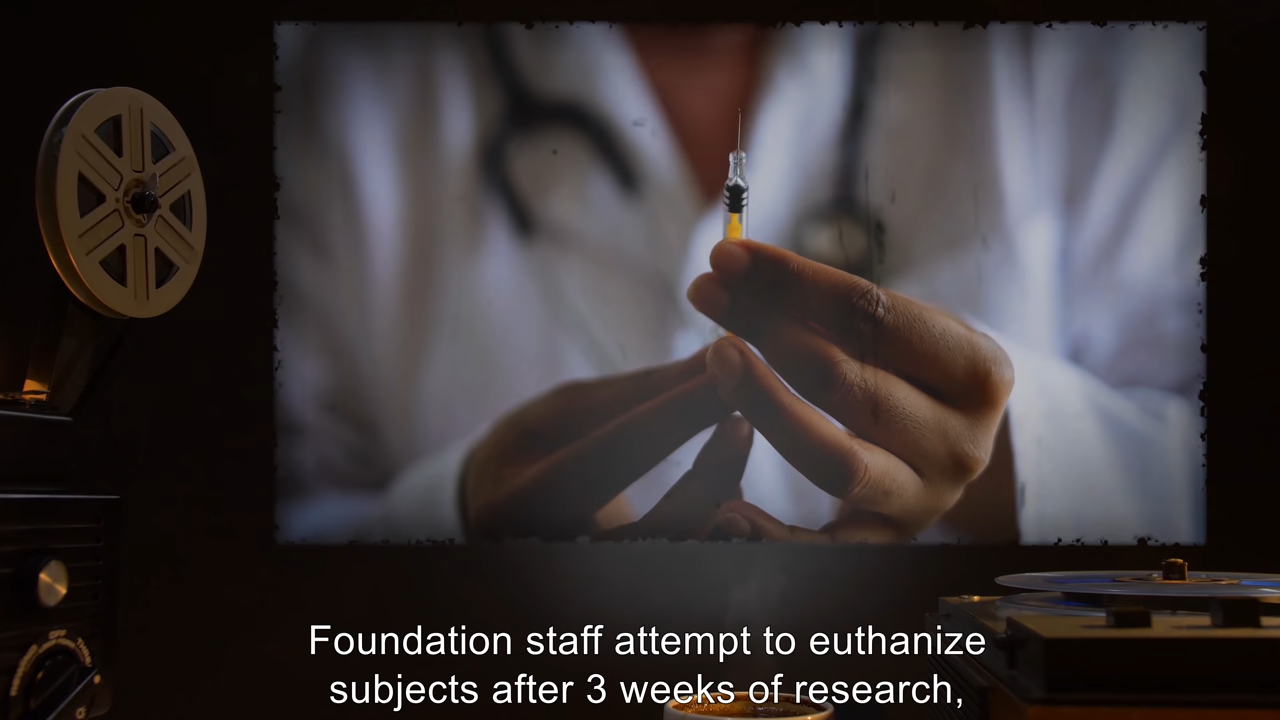 Foundation staff attempt to euthanize
subjects after 3 weeks of research,